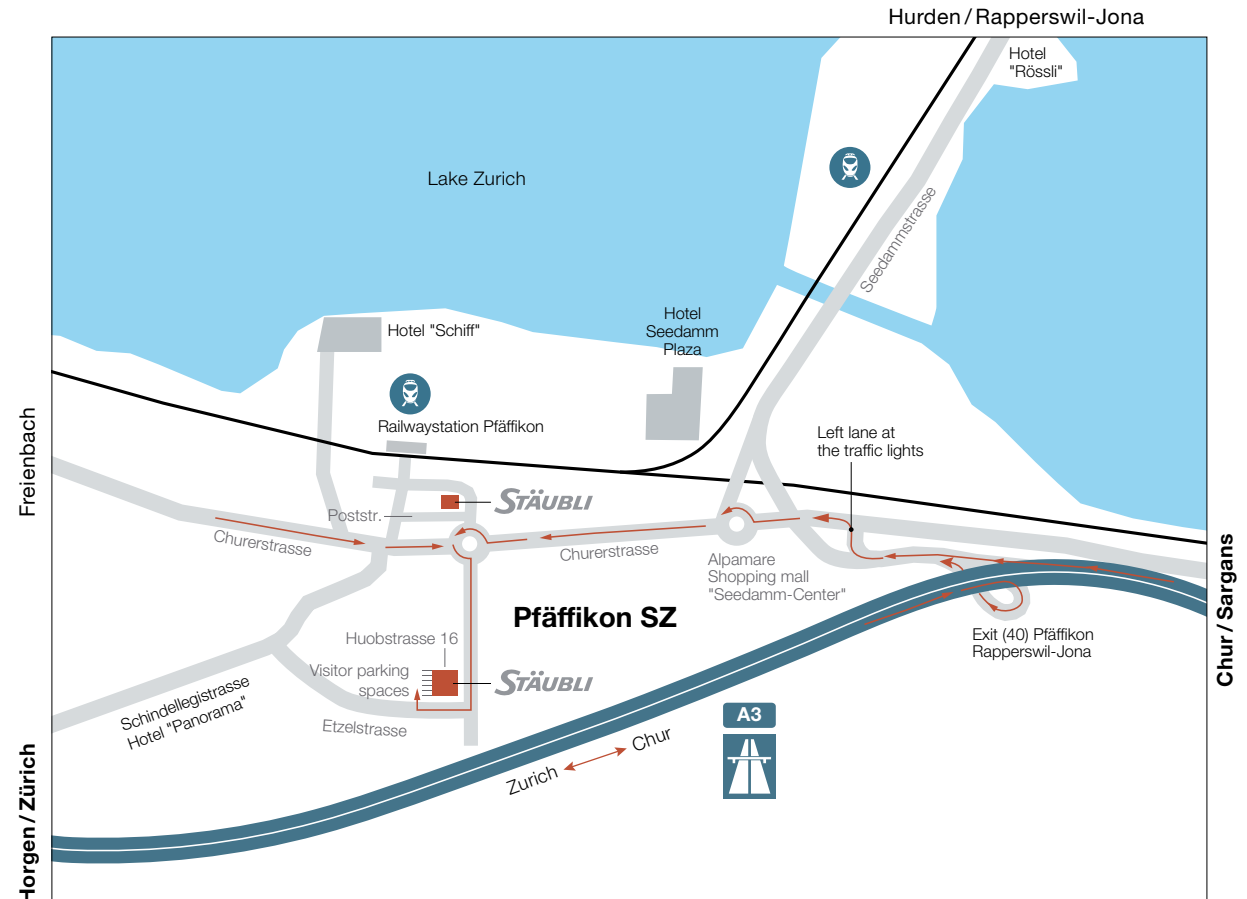 Hurden / Rapperswil-Jona
Hotel
"Rössli"
Lake Zurich
Seedammstrasse
Hotel
Seedamm
Plaza
Hotel "Schiff"
Railwaystation Pfäffikon
Left lane at
the traffic lights
Freienbach
STÄUBLI
Poststr.
Churerstrasse
Churerstrasse
Alpamare
Shopping mall
"Seedamm-Center"
Pfäffikon SZ
Exit (40) Pfäffikon
Rapperswil-Jona
Chur / Sargans
Huobstrasse 16
Visitor parking
spaces
STÄUBLI
Schindellegistrasse
Hotel "Panorama"
Etzelstrasse
A3
Zurich
Chur
Horgen / Zürich